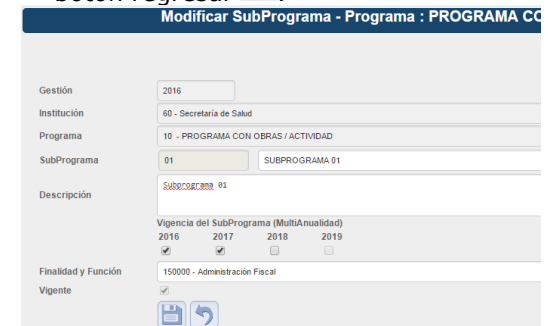 botón regresar
Modificar SubPrograma - Programa : PROGRAMA CO
Gestión 2016
Institución 60 - Secretaría de Salud
Programa 10 - PROGRAMA CON OBRAS / ACTIVIDAD
SubPrograma 01 SUBPROGRAMA 01
Descripción Subprograma 01
Vigencia del SubPrograma (MultiAnualidad)
2016 2017 2018 2019
Finalidad y Función 150000 - Administración Fiscal
Vigente